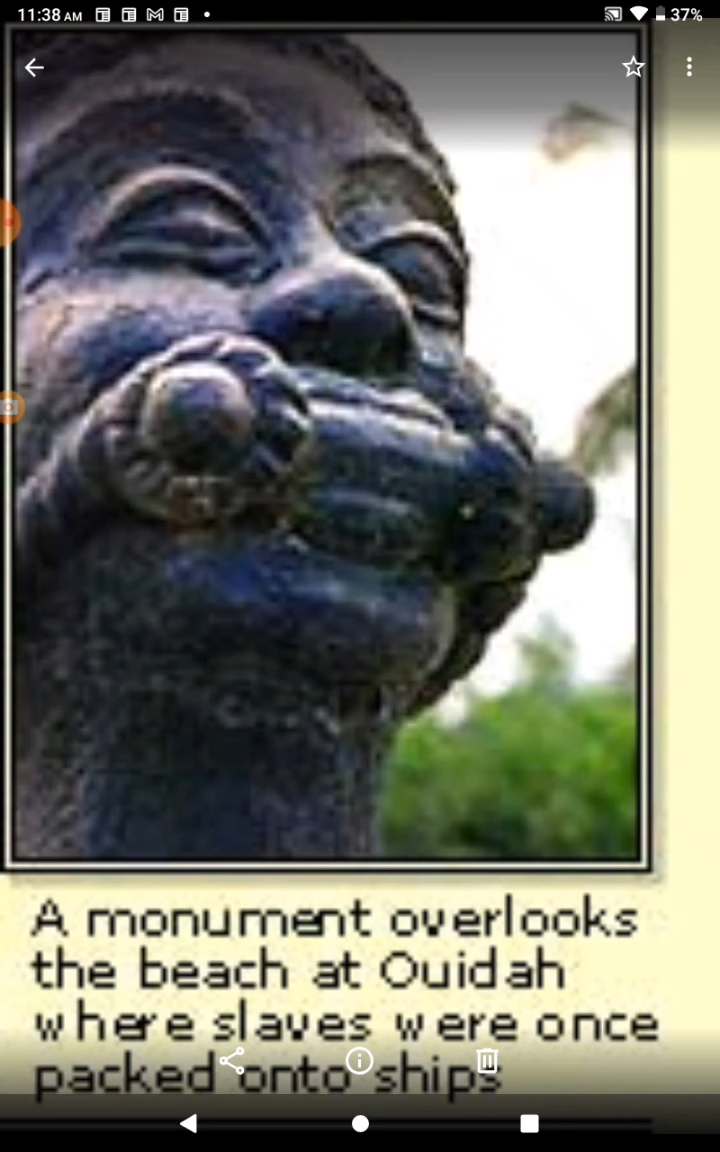 11:38 AM
37%
A monument overlooks
the beach at Ouidah
where slaves were once
packed onto ships